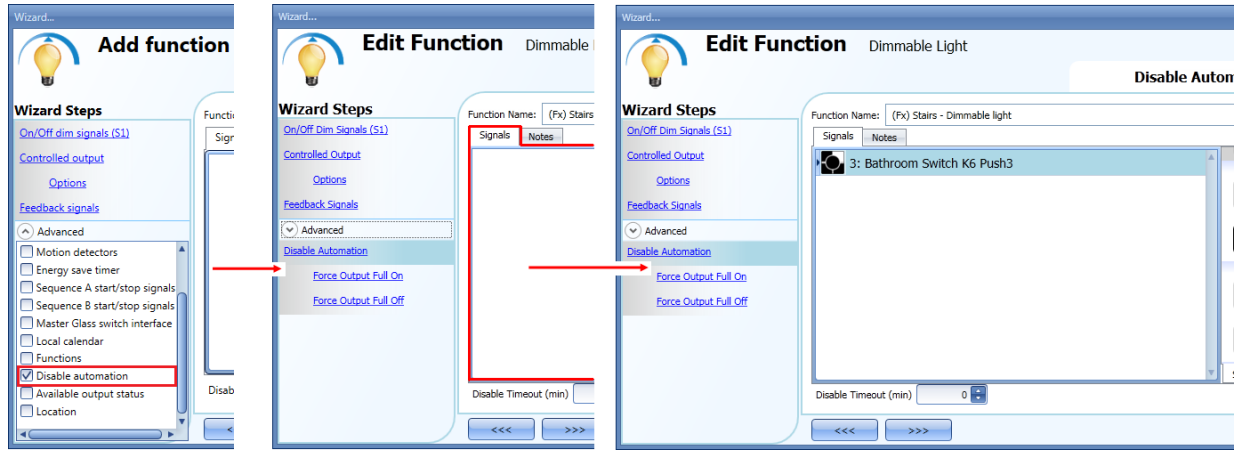 Wizard...
Add function
Wizard Steps
On/Off dim signals (S1)
Controlled output
Options
Feedback signals
Advanced
Motion detectors
Energy save timer
Sequence A start/stop signals
Sequence B start/stop signals
Master Glass switch interface
Local calendar
Functions
Disable automation
Available output status
Location
Wizard...
Edit Function Dimmable
Wizard Steps
On/Off Dim Signals (S1)
Controlled Output
Options
Feedback Signals
Advanced
Disable Automation
Force Output Full On
Force Output Full Off
Function Name: (Fx) Stairs
Signals Notes
Disable Timeout (min)
<<< >>>
Wizard...
Edit Function Dimmable Light
Disable Autom
Wizard Steps
On/Off Dim Signals (S1)
Controlled Output
Options
Feedback Signals
Advanced
Disable Automation
Force Output Full On
Force Output Full Off
Function Name: (Fx) Stairs - Dimmable light
Signals Notes
3: Bathroom Switch K6 Push3
Disable Timeout (min) 0
<<< >>>